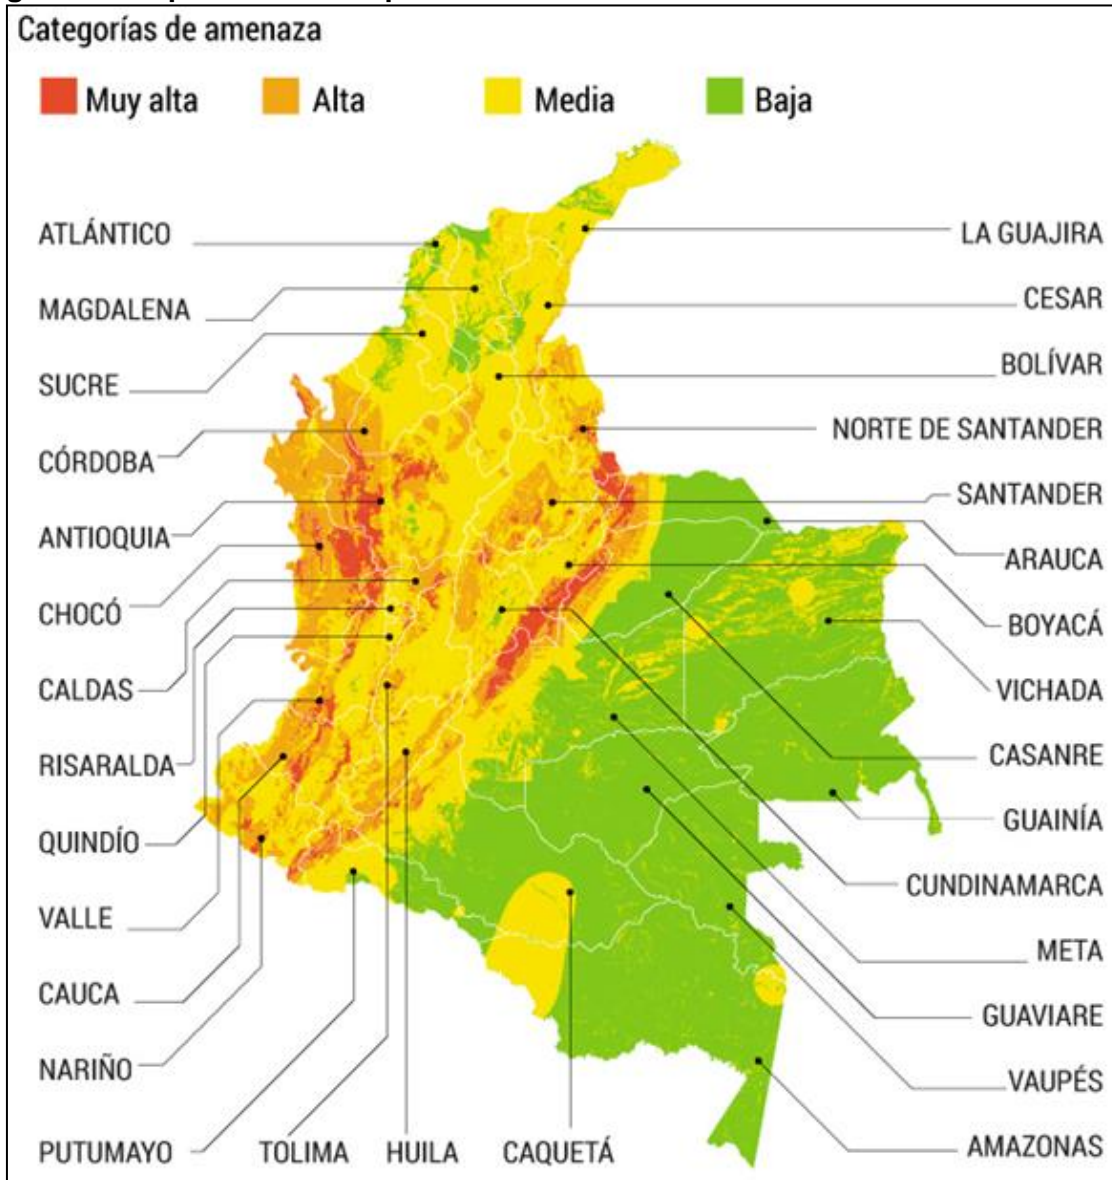 Categorías de amenaza
Muy alta
Alta
Media
Baja
ATLÁNTICO
MAGDALENA
SUCRE
CÓRDOBA
ANTIOQUIA
CHOCÓ
CALDAS
RISARALDA
QUINDÍO
VALLE
CAUCA
NARIÑO
PUTUMAYO
TOLIMA
HUILA
CAQUETÁ
LA GUAJIRA
CESAR
BOLÍVAR
NORTE DE SANTANDER
SANTANDER
ARAUCA
BOYACÁ
VICHADA
CASANRE
GUAINÍA
CUNDINAMARCA
META
GUAVIARE
VAUPÉS
AMAZONAS